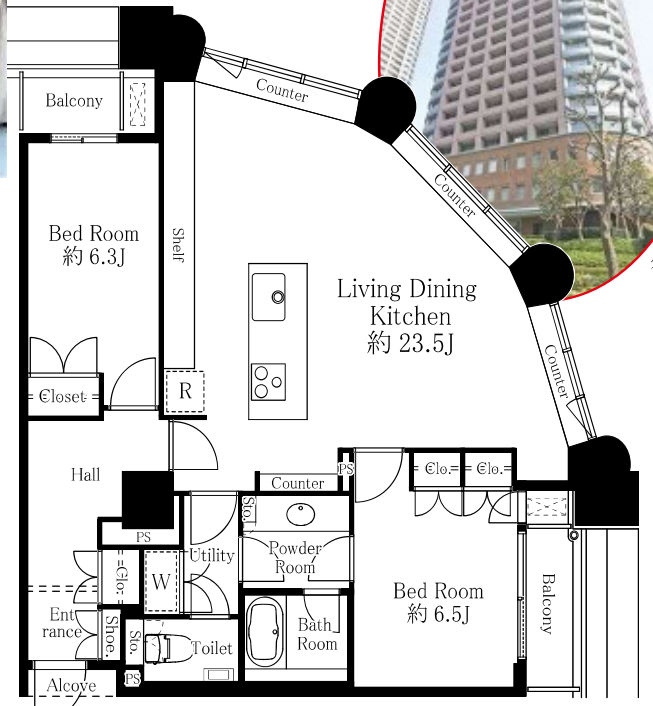 Balcony
Counter
Counter
Counter
Shelf
Bed Room
約 6.3J
Living Dining
Kitchen
約 23.5J
Closet
R
Hall
PS
Clo.
Clo.
Counter
Sto.
PS
Utility
Powder
Room
Clo.
W
Bed Room
約 6.5J
Balcony
Ent
rance
Shoe.
Sto.
Toilet
Bath
Room
Alcove
PS